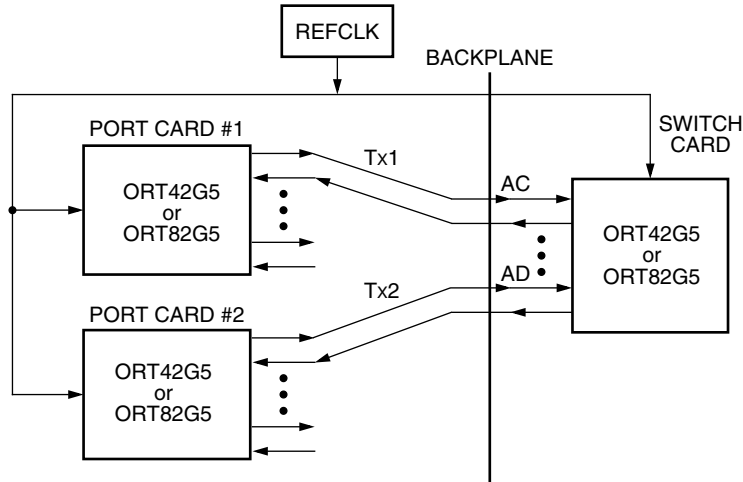 REFCLK
BACKPLANE
PORT CARD #1
SWITCH
CARD
Tx1
AC
ORT42G5
or
ORT82G5
ORT42G5
or
ORT82G5
Tx2
AD
PORT CARD #2
ORT42G5
or
ORT82G5